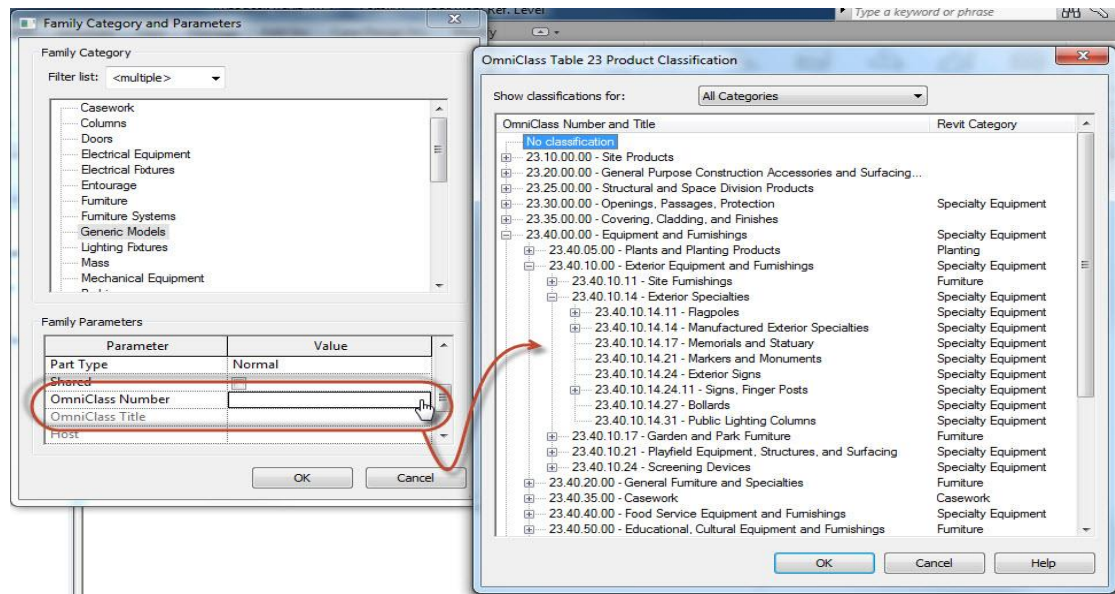 Ref. Level
Type a keyword or phrase
Family Category and Parameters
Family Category
Filter list: <multiple>
Casework
Columns
Doors
Electrical Equipment
Electrical Fixtures
Entourage
Furniture
Furniture Systems
Generic Models
Lighting Fixtures
Mass
Mechanical Equipment
Family Parameters
Parameter Value
Part Type Normal
Shared
OmniClass Number
OmniClass Title
Host
OK Cancel
OmniClass Table 23 Product Classification
Show classifications for: All Categories
OmniClass Number and Title Revit Category
No classification
23.10.00.00 - Site Products
23.20.00.00 - General Purpose Construction Accessories and Surfacing...
23.25.00.00 - Structural and Space Division Products
23.30.00.00 - Openings, Passages, Protection Specialty Equipment
23.35.00.00 - Covering, Cladding, and Finishes
23.40.00.00 - Equipment and Furnishings Specialty Equipment
23.40.05.00 - Plants and Planting Products Planting
23.40.10.00 - Exterior Equipment and Furnishings Specialty Equipment
23.40.10.11 - Site Furnishings Furniture
23.40.10.14 - Exterior Specialties Specialty Equipment
23.40.10.14.11 - Flagpoles Specialty Equipment
23.40.10.14.14 - Manufactured Exterior Specialties Specialty Equipment
23.40.10.14.17 - Memorials and Statuary Specialty Equipment
23.40.10.14.21 - Markers and Monuments Specialty Equipment
23.40.10.14.24 - Exterior Signs Specialty Equipment
23.40.10.14.24.11 - Signs, Finger Posts Specialty Equipment
23.40.10.14.27 - Bollards Specialty Equipment
23.40.10.14.31 - Public Lighting Columns Specialty Equipment
23.40.10.17 - Garden and Park Furniture Furniture
23.40.10.21 - Playfield Equipment, Structures, and Surfacing Specialty Equipment
23.40.10.24 - Screening Devices Specialty Equipment
23.40.20.00 - General Furniture and Specialties Furniture
23.40.35.00 - Casework Casework
23.40.40.00 - Food Service Equipment and Furnishings Specialty Equipment
23.40.50.00 - Educational, Cultural Equipment and Furnishings Furniture
OK Cancel Help